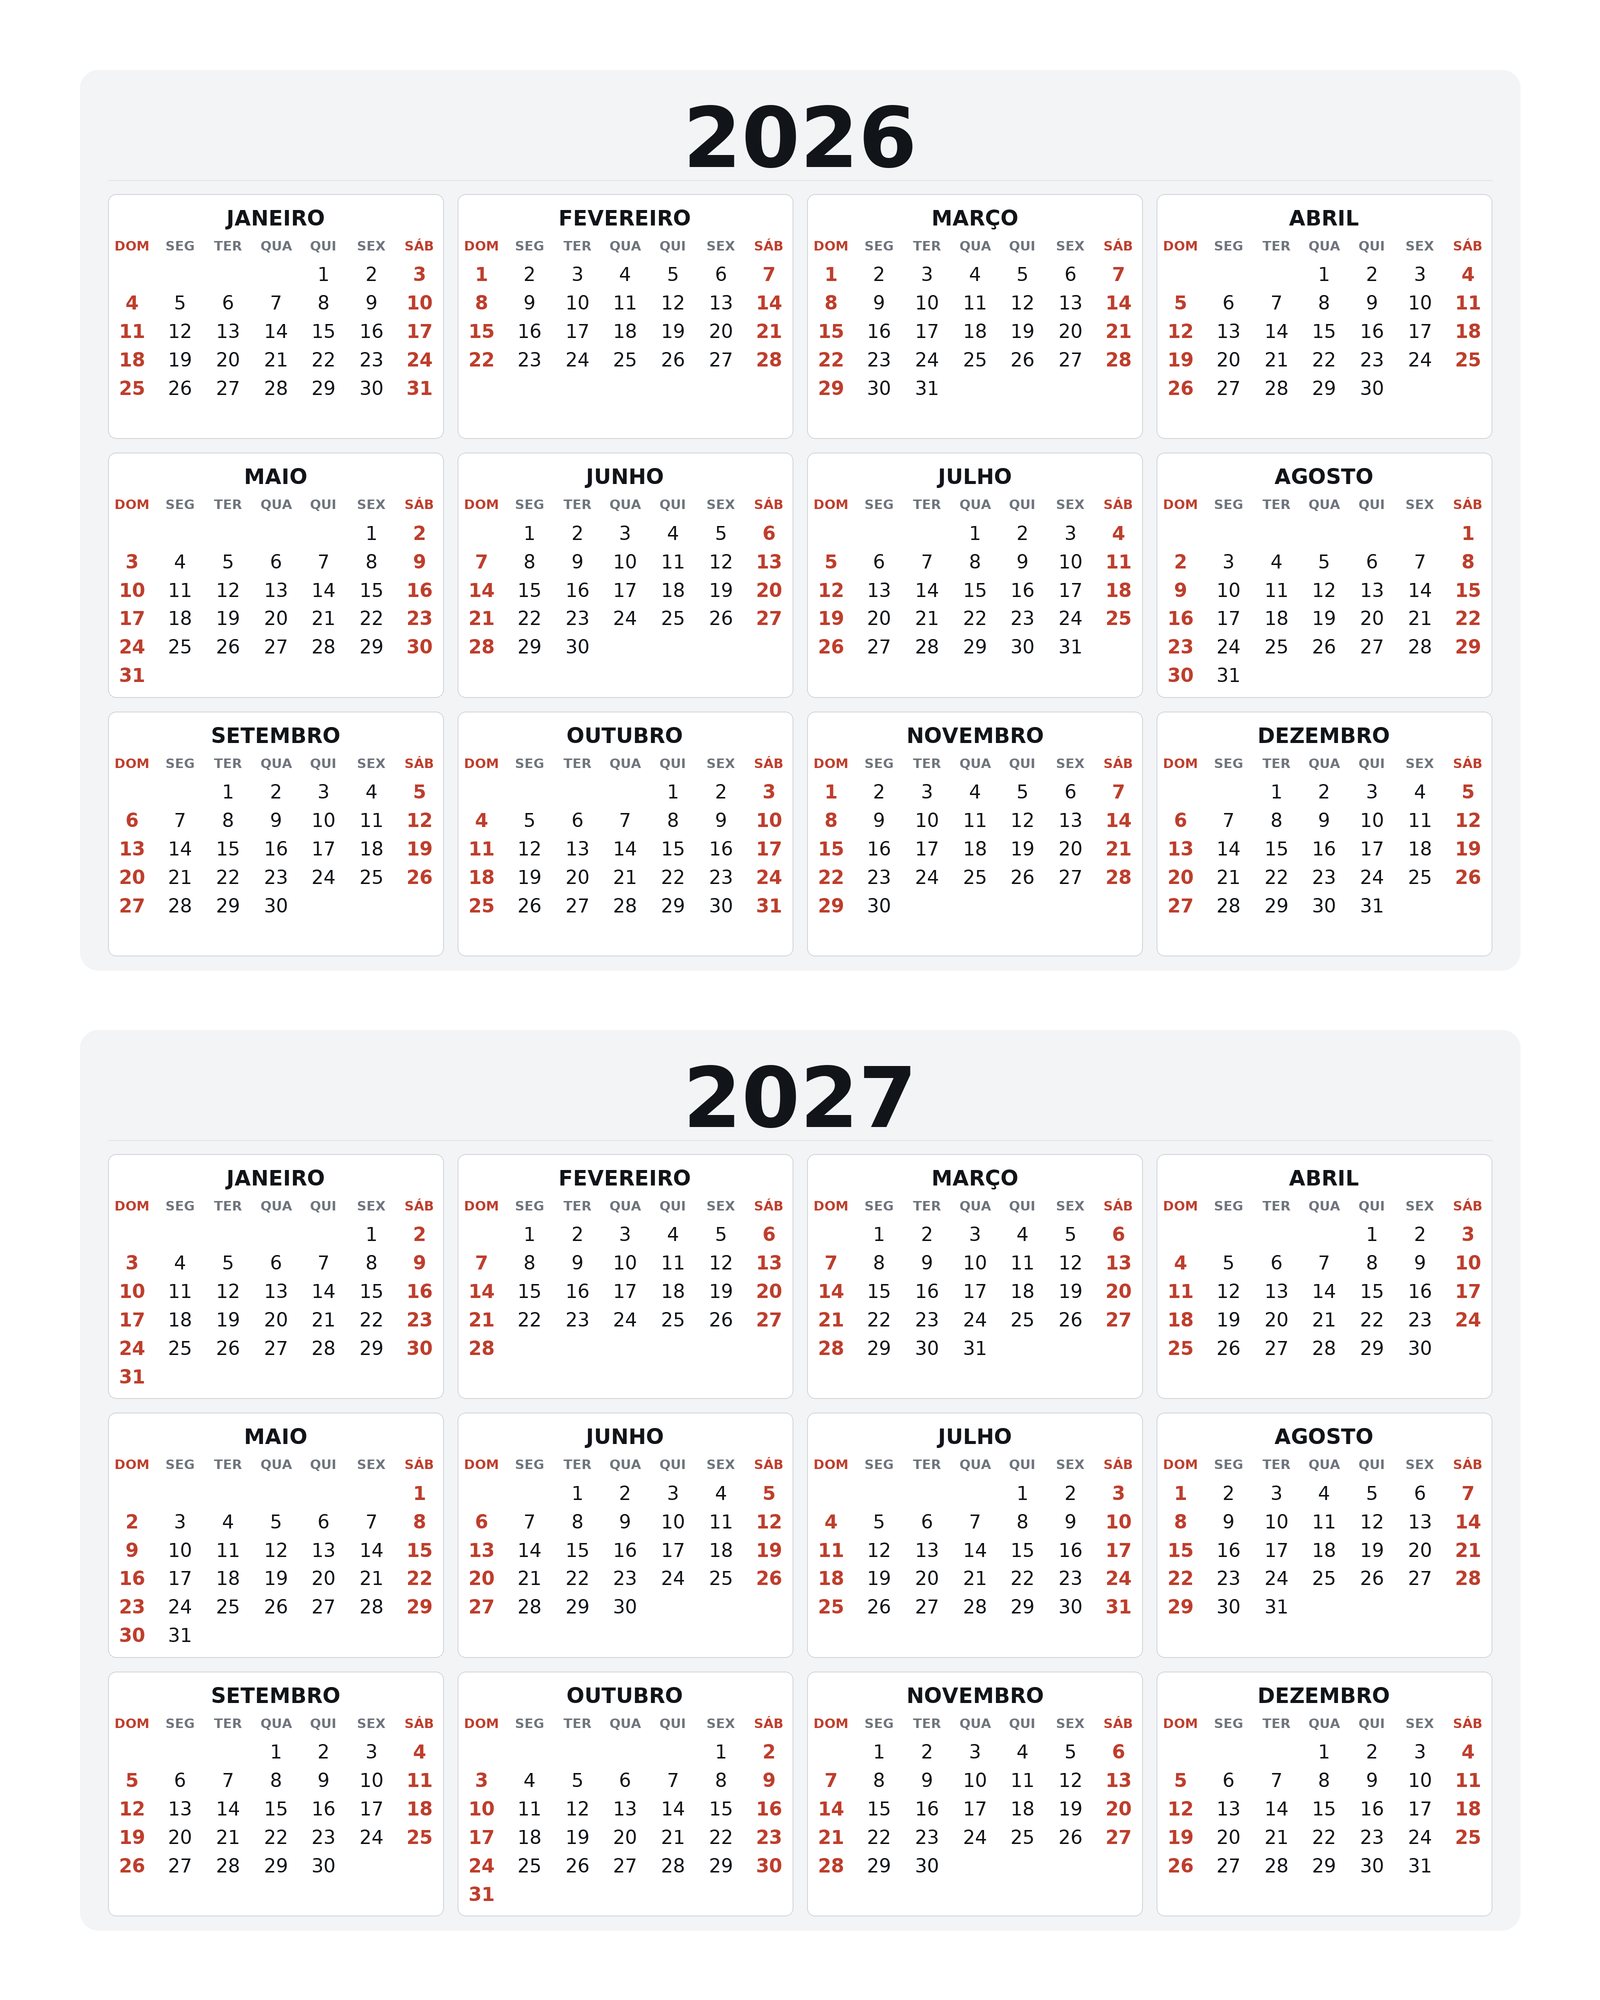 2026
JANEIRO FEVEREIRO MARÇO ABRIL
DOM SEG TER QUA QUI SEX SÁB DOM SEG TER QUA QUI SEX SÁB DOM SEG TER QUA QUI SEX SÁB DOM SEG TER QUA QUI SEX SÁB
1 2 3 1 2 3 4 5 6 7 1 2 3 4 5 6 7 1 2 3 4
4 5 6 7 8 9 10 8 9 10 11 12 13 14 8 9 10 11 12 13 14 5 6 7 8 9 10 11
11 12 13 14 15 16 17 15 16 17 18 19 20 21 15 16 17 18 19 20 21 12 13 14 15 16 17 18
18 19 20 21 22 23 24 22 23 24 25 26 27 28 22 23 24 25 26 27 28 19 20 21 22 23 24 25
25 26 27 28 29 30 31 29 30 31 26 27 28 29 30
MAIO JUNHO JULHO AGOSTO
DOM SEG TER QUA QUI SEX SÁB DOM SEG TER QUA QUI SEX SÁB DOM SEG TER QUA QUI SEX SÁB DOM SEG TER QUA QUI SEX SÁB
1 2 1 2 3 4 5 6 1 2 3 4 1
3 4 5 6 7 8 9 7 8 9 10 11 12 13 5 6 7 8 9 10 11 2 3 4 5 6 7 8
10 11 12 13 14 15 16 14 15 16 17 18 19 20 12 13 14 15 16 17 18 9 10 11 12 13 14 15
17 18 19 20 21 22 23 21 22 23 24 25 26 27 19 20 21 22 23 24 25 16 17 18 19 20 21 22
24 25 26 27 28 29 30 28 29 30 26 27 28 29 30 31 23 24 25 26 27 28 29
31 30 31
SETEMBRO OUTUBRO NOVEMBRO DEZEMBRO
DOM SEG TER QUA QUI SEX SÁB DOM SEG TER QUA QUI SEX SÁB DOM SEG TER QUA QUI SEX SÁB DOM SEG TER QUA QUI SEX SÁB
1 2 3 4 5 1 2 3 1 2 3 4 5 6 7 1 2 3 4 5
6 7 8 9 10 11 12 4 5 6 7 8 9 10 8 9 10 11 12 13 14 6 7 8 9 10 11 12
13 14 15 16 17 18 19 11 12 13 14 15 16 17 15 16 17 18 19 20 21 13 14 15 16 17 18 19
20 21 22 23 24 25 26 18 19 20 21 22 23 24 22 23 24 25 26 27 28 20 21 22 23 24 25 26
27 28 29 30 25 26 27 28 29 30 31 29 30 27 28 29 30 31
2027
JANEIRO FEVEREIRO MARÇO ABRIL
DOM SEG TER QUA QUI SEX SÁB DOM SEG TER QUA QUI SEX SÁB DOM SEG TER QUA QUI SEX SÁB DOM SEG TER QUA QUI SEX SÁB
1 2 1 2 3 4 5 6 1 2 3 4 5 6 1 2 3
3 4 5 6 7 8 9 7 8 9 10 11 12 13 7 8 9 10 11 12 13 4 5 6 7 8 9 10
10 11 12 13 14 15 16 14 15 16 17 18 19 20 14 15 16 17 18 19 20 11 12 13 14 15 16 17
17 18 19 20 21 22 23 21 22 23 24 25 26 27 21 22 23 24 25 26 27 18 19 20 21 22 23 24
24 25 26 27 28 29 30 28 28 29 30 31 25 26 27 28 29 30
31
MAIO JUNHO JULHO AGOSTO
DOM SEG TER QUA QUI SEX SÁB DOM SEG TER QUA QUI SEX SÁB DOM SEG TER QUA QUI SEX SÁB DOM SEG TER QUA QUI SEX SÁB
1 1 2 3 4 5 1 2 3 1 2 3 4 5 6 7
2 3 4 5 6 7 8 6 7 8 9 10 11 12 4 5 6 7 8 9 10 8 9 10 11 12 13 14
9 10 11 12 13 14 15 13 14 15 16 17 18 19 11 12 13 14 15 16 17 15 16 17 18 19 20 21
16 17 18 19 20 21 22 20 21 22 23 24 25 26 18 19 20 21 22 23 24 22 23 24 25 26 27 28
23 24 25 26 27 28 29 27 28 29 30 25 26 27 28 29 30 31 29 30 31
30 31
SETEMBRO OUTUBRO NOVEMBRO DEZEMBRO
DOM SEG TER QUA QUI SEX SÁB DOM SEG TER QUA QUI SEX SÁB DOM SEG TER QUA QUI SEX SÁB DOM SEG TER QUA QUI SEX SÁB
1 2 3 4 1 2 1 2 3 4 5 6 1 2 3 4
5 6 7 8 9 10 11 3 4 5 6 7 8 9 7 8 9 10 11 12 13 5 6 7 8 9 10 11
12 13 14 15 16 17 18 10 11 12 13 14 15 16 14 15 16 17 18 19 20 12 13 14 15 16 17 18
19 20 21 22 23 24 25 17 18 19 20 21 22 23 21 22 23 24 25 26 27 19 20 21 22 23 24 25
26 27 28 29 30 24 25 26 27 28 29 30 28 29 30 26 27 28 29 30 31
31